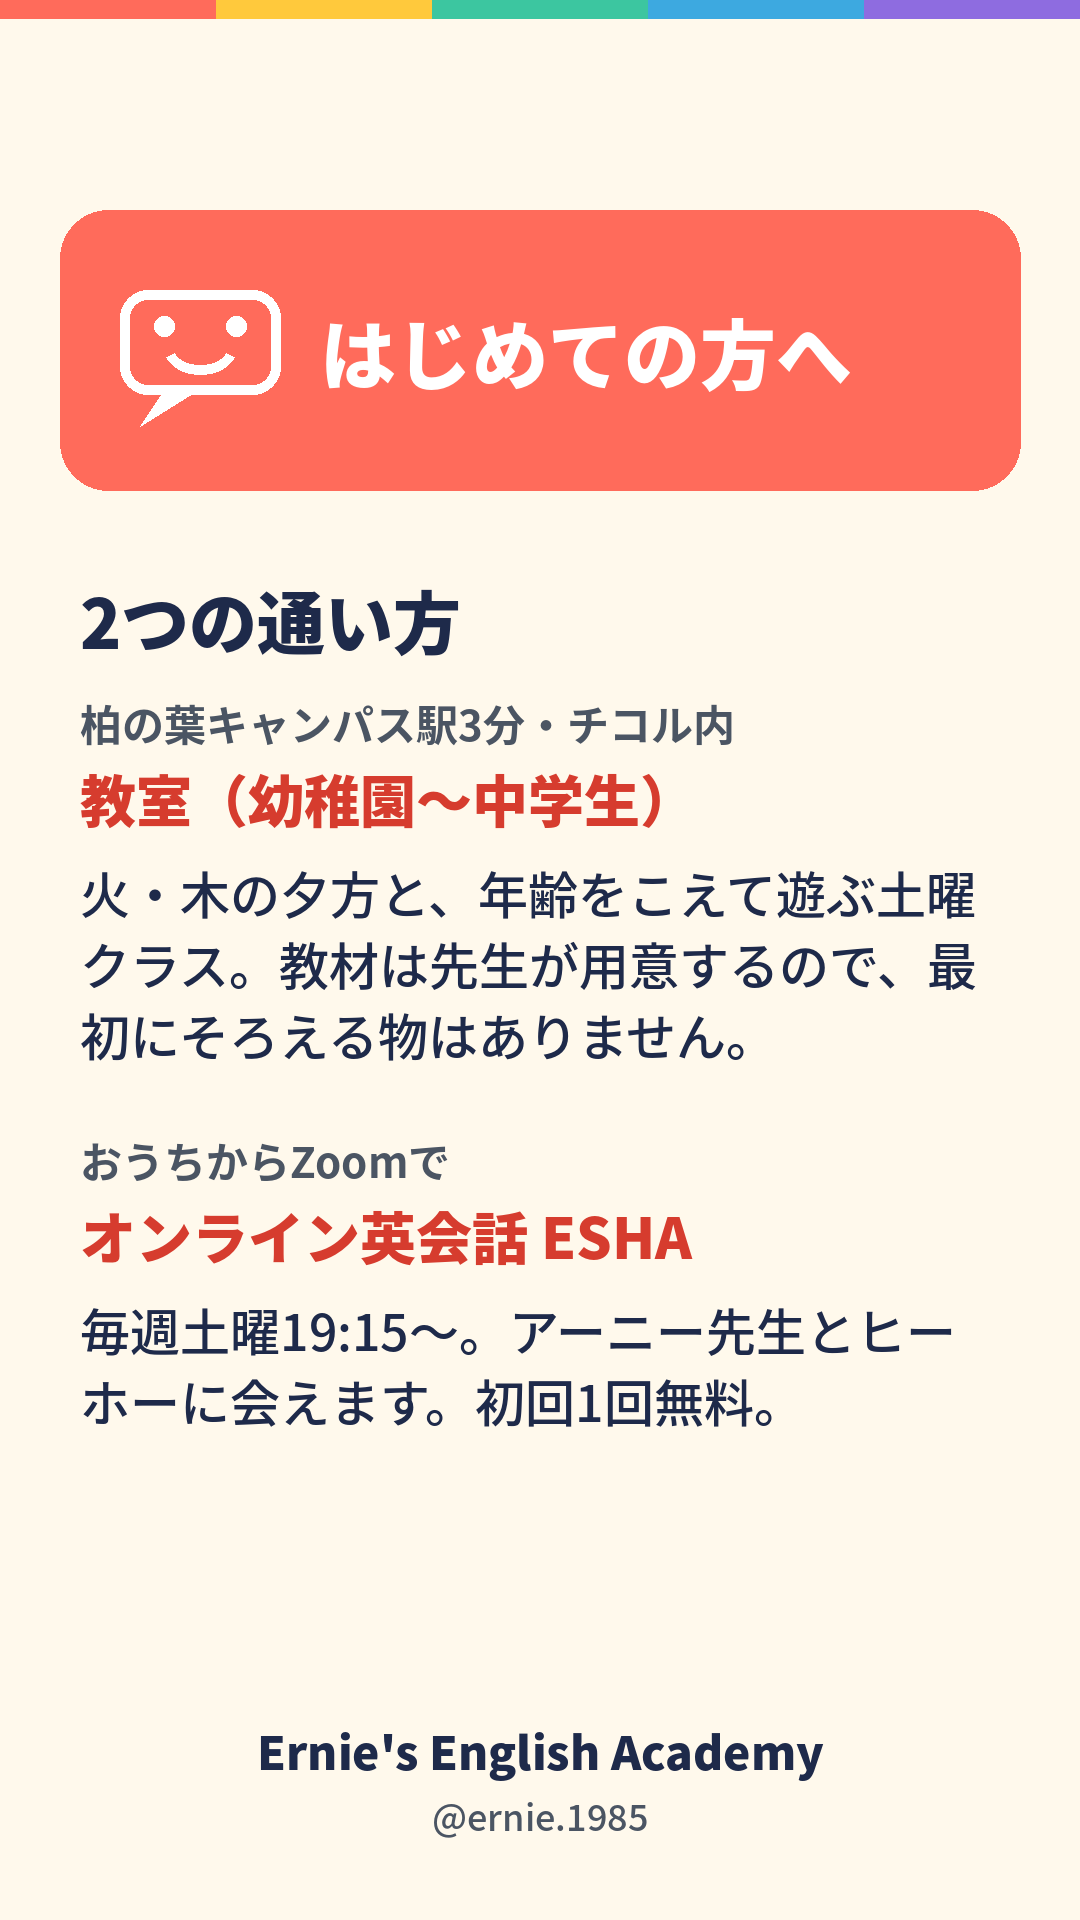 はじめての方へ
2つの通い方
柏の葉キャンパス駅3分・チコル内
教室（幼稚園〜中学生）
火・木の夕方と、年齢をこえて遊ぶ土曜
クラス。教材は先生が用意するので、最
初にそろえる物はありません。
おうちからZoomで
オンライン英会話 ESHA
毎週土曜19:15〜。アーニー先生とヒー
ホーに会えます。初回1回無料。
Ernie's English Academy
@ernie.1985